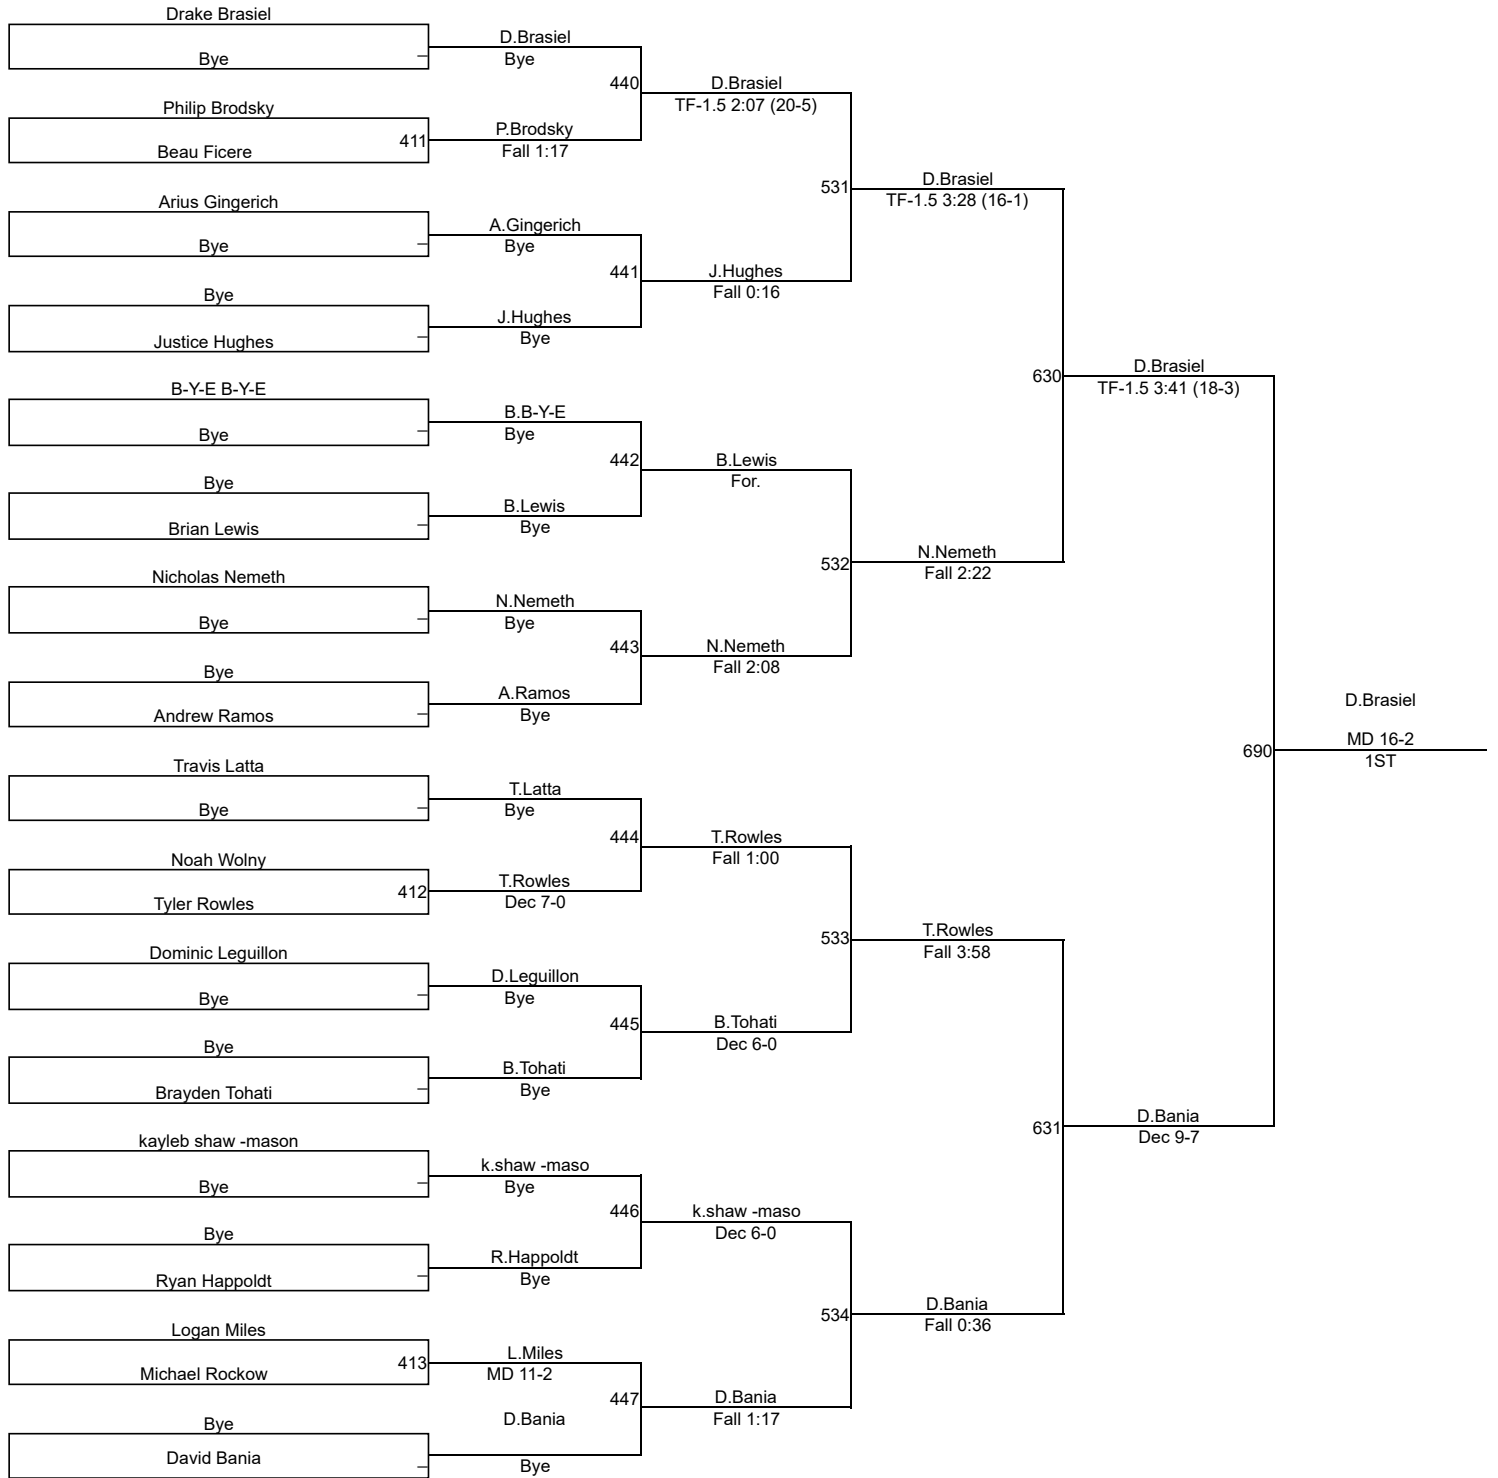 Drake Brasiel
Bye
D.Brasiel
Bye
440
D.Brasiel
TF-1.5 2:07 (20-5)
Philip Brodsky
Beau Ficere
411
P.Brodsky
Fall 1:17
531
D.Brasiel
TF-1.5 3:28 (16-1)
Arius Gingerich
Bye
A.Gingerich
Bye
441
J.Hughes
Fall 0:16
Bye
Justice Hughes
J.Hughes
Bye
630
D.Brasiel
TF-1.5 3:41 (18-3)
B-Y-E B-Y-E
Bye
B.B-Y-E
Bye
442
B.Lewis
For.
Bye
Brian Lewis
B.Lewis
Bye
532
N.Nemeth
Fall 2:22
Nicholas Nemeth
Bye
N.Nemeth
Bye
443
N.Nemeth
Fall 2:08
Bye
Andrew Ramos
A.Ramos
Bye
690
D.Brasiel
MD 16-2
1ST
Travis Latta
Bye
T.Latta
Bye
444
T.Rowles
Fall 1:00
Noah Wolny
Tyler Rowles
412
T.Rowles
Dec 7-0
533
T.Rowles
Fall 3:58
Dominic Leguillon
Bye
D.Leguillon
Bye
445
B.Tohati
Dec 6-0
Bye
Brayden Tohati
B.Tohati
Bye
631
D.Bania
Dec 9-7
kayleb shaw -mason
Bye
k.shaw -maso
Bye
446
k.shaw -maso
Dec 6-0
Bye
Ryan Happoldt
R.Happoldt
Bye
534
D.Bania
Fall 0:36
Logan Miles
Michael Rockow
413
L.Miles
MD 11-2
447
D.Bania
Fall 1:17
Bye
David Bania
D.Bania
Bye